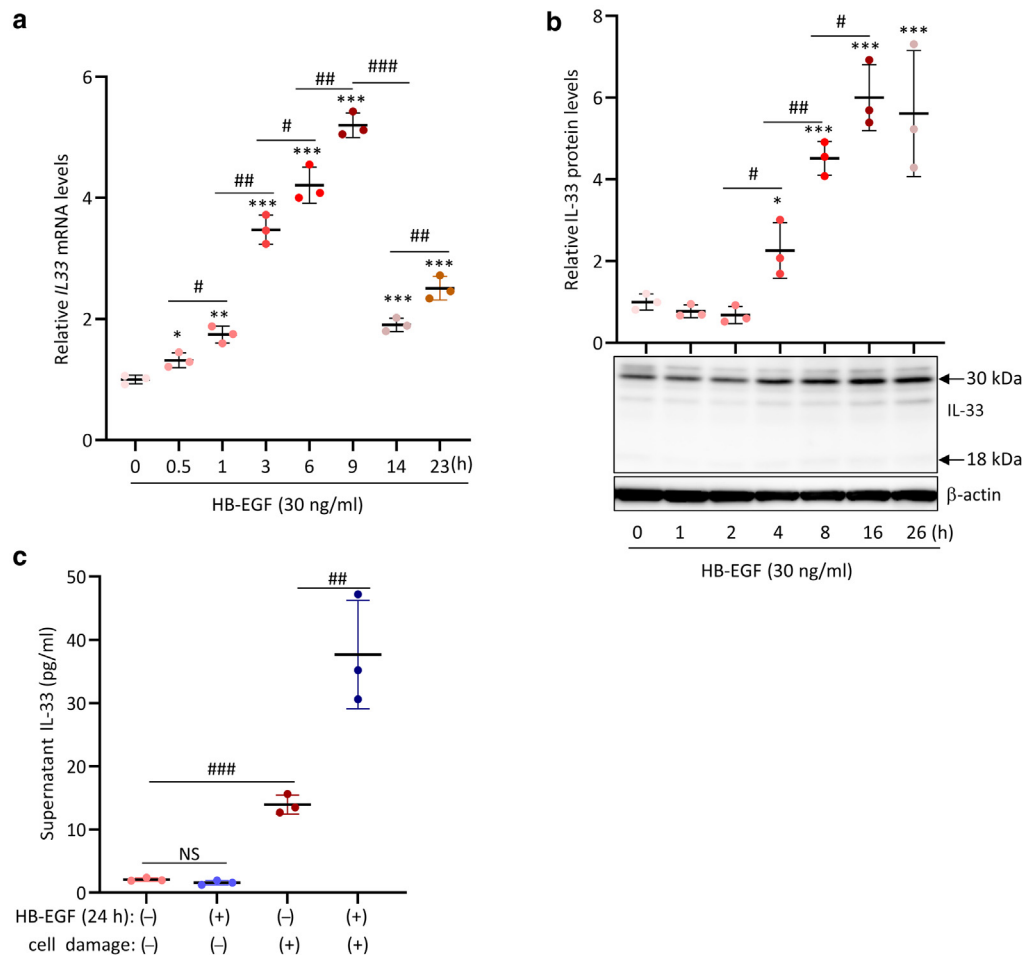 a
Relative IL33 mRNA levels
6
4
2
0
*
#
**
##
***
#
***
##
***
###
***
##
***
0 0.5 1 3 6 9 14 23 (h)
HB-EGF (30 ng/ml)
b
Relative IL-33 protein levels
8
6
4
2
0
#
*
##
***
#
***
***
30 kDa
IL-33
18 kDa
β-actin
0 1 2 4 8 16 26 (h)
HB-EGF (30 ng/ml)
c
Supernatant IL-33 (pg/ml)
50
40
30
20
10
0
NS
###
##
HB-EGF (24 h): (–) (+) (–) (+)
cell damage: (–) (–) (+) (+)